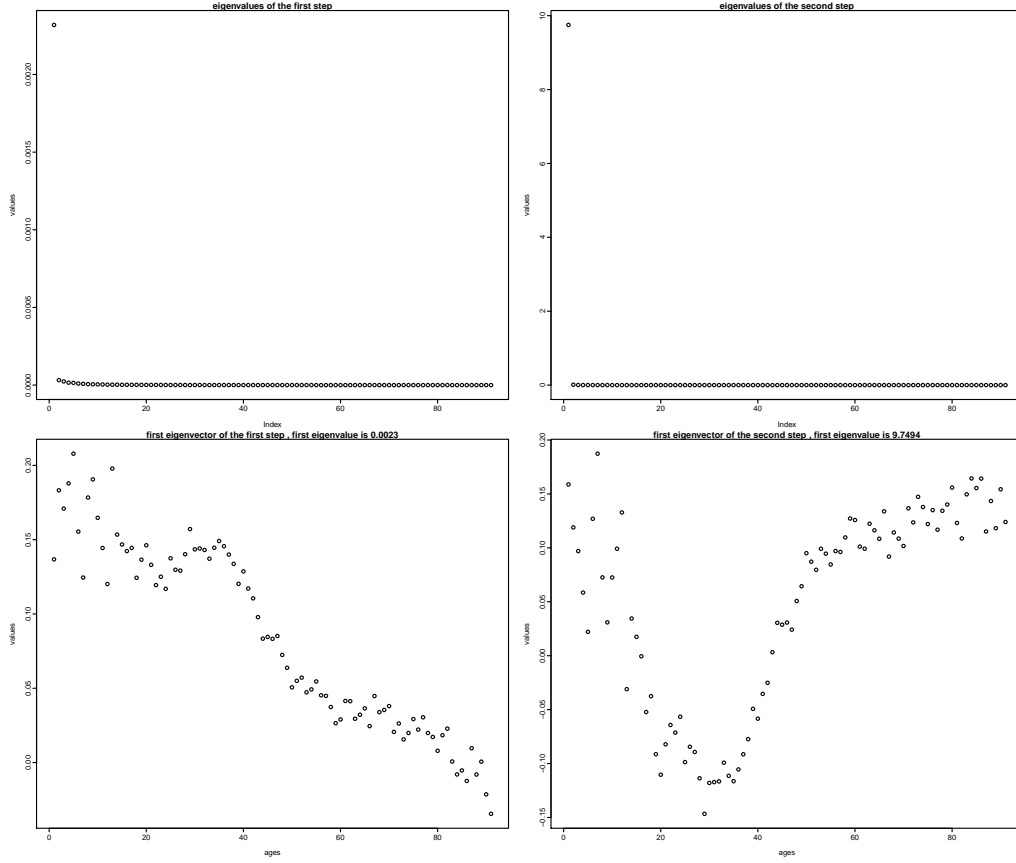 eigenvalues of the first step
values
0.0000
0.0005
0.0010
0.0015
0.0020
0 20 40 60 80
Index
eigenvalues of the second step
values
0
2
4
6
8
10
0 20 40 60 80
Index
first eigenvector of the first step , first eigenvalue is 0.0023
values
0.00
0.05
0.10
0.15
0.20
0 20 40 60 80
ages
first eigenvector of the second step , first eigenvalue is 9.7494
values
-0.15
-0.10
-0.05
0.00
0.05
0.10
0.15
0.20
0 20 40 60 80
ages